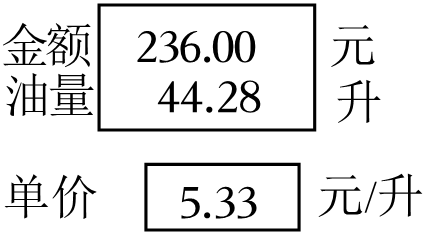 金额 236.00 元
油量 44.28 升
单价 5.33 元/升